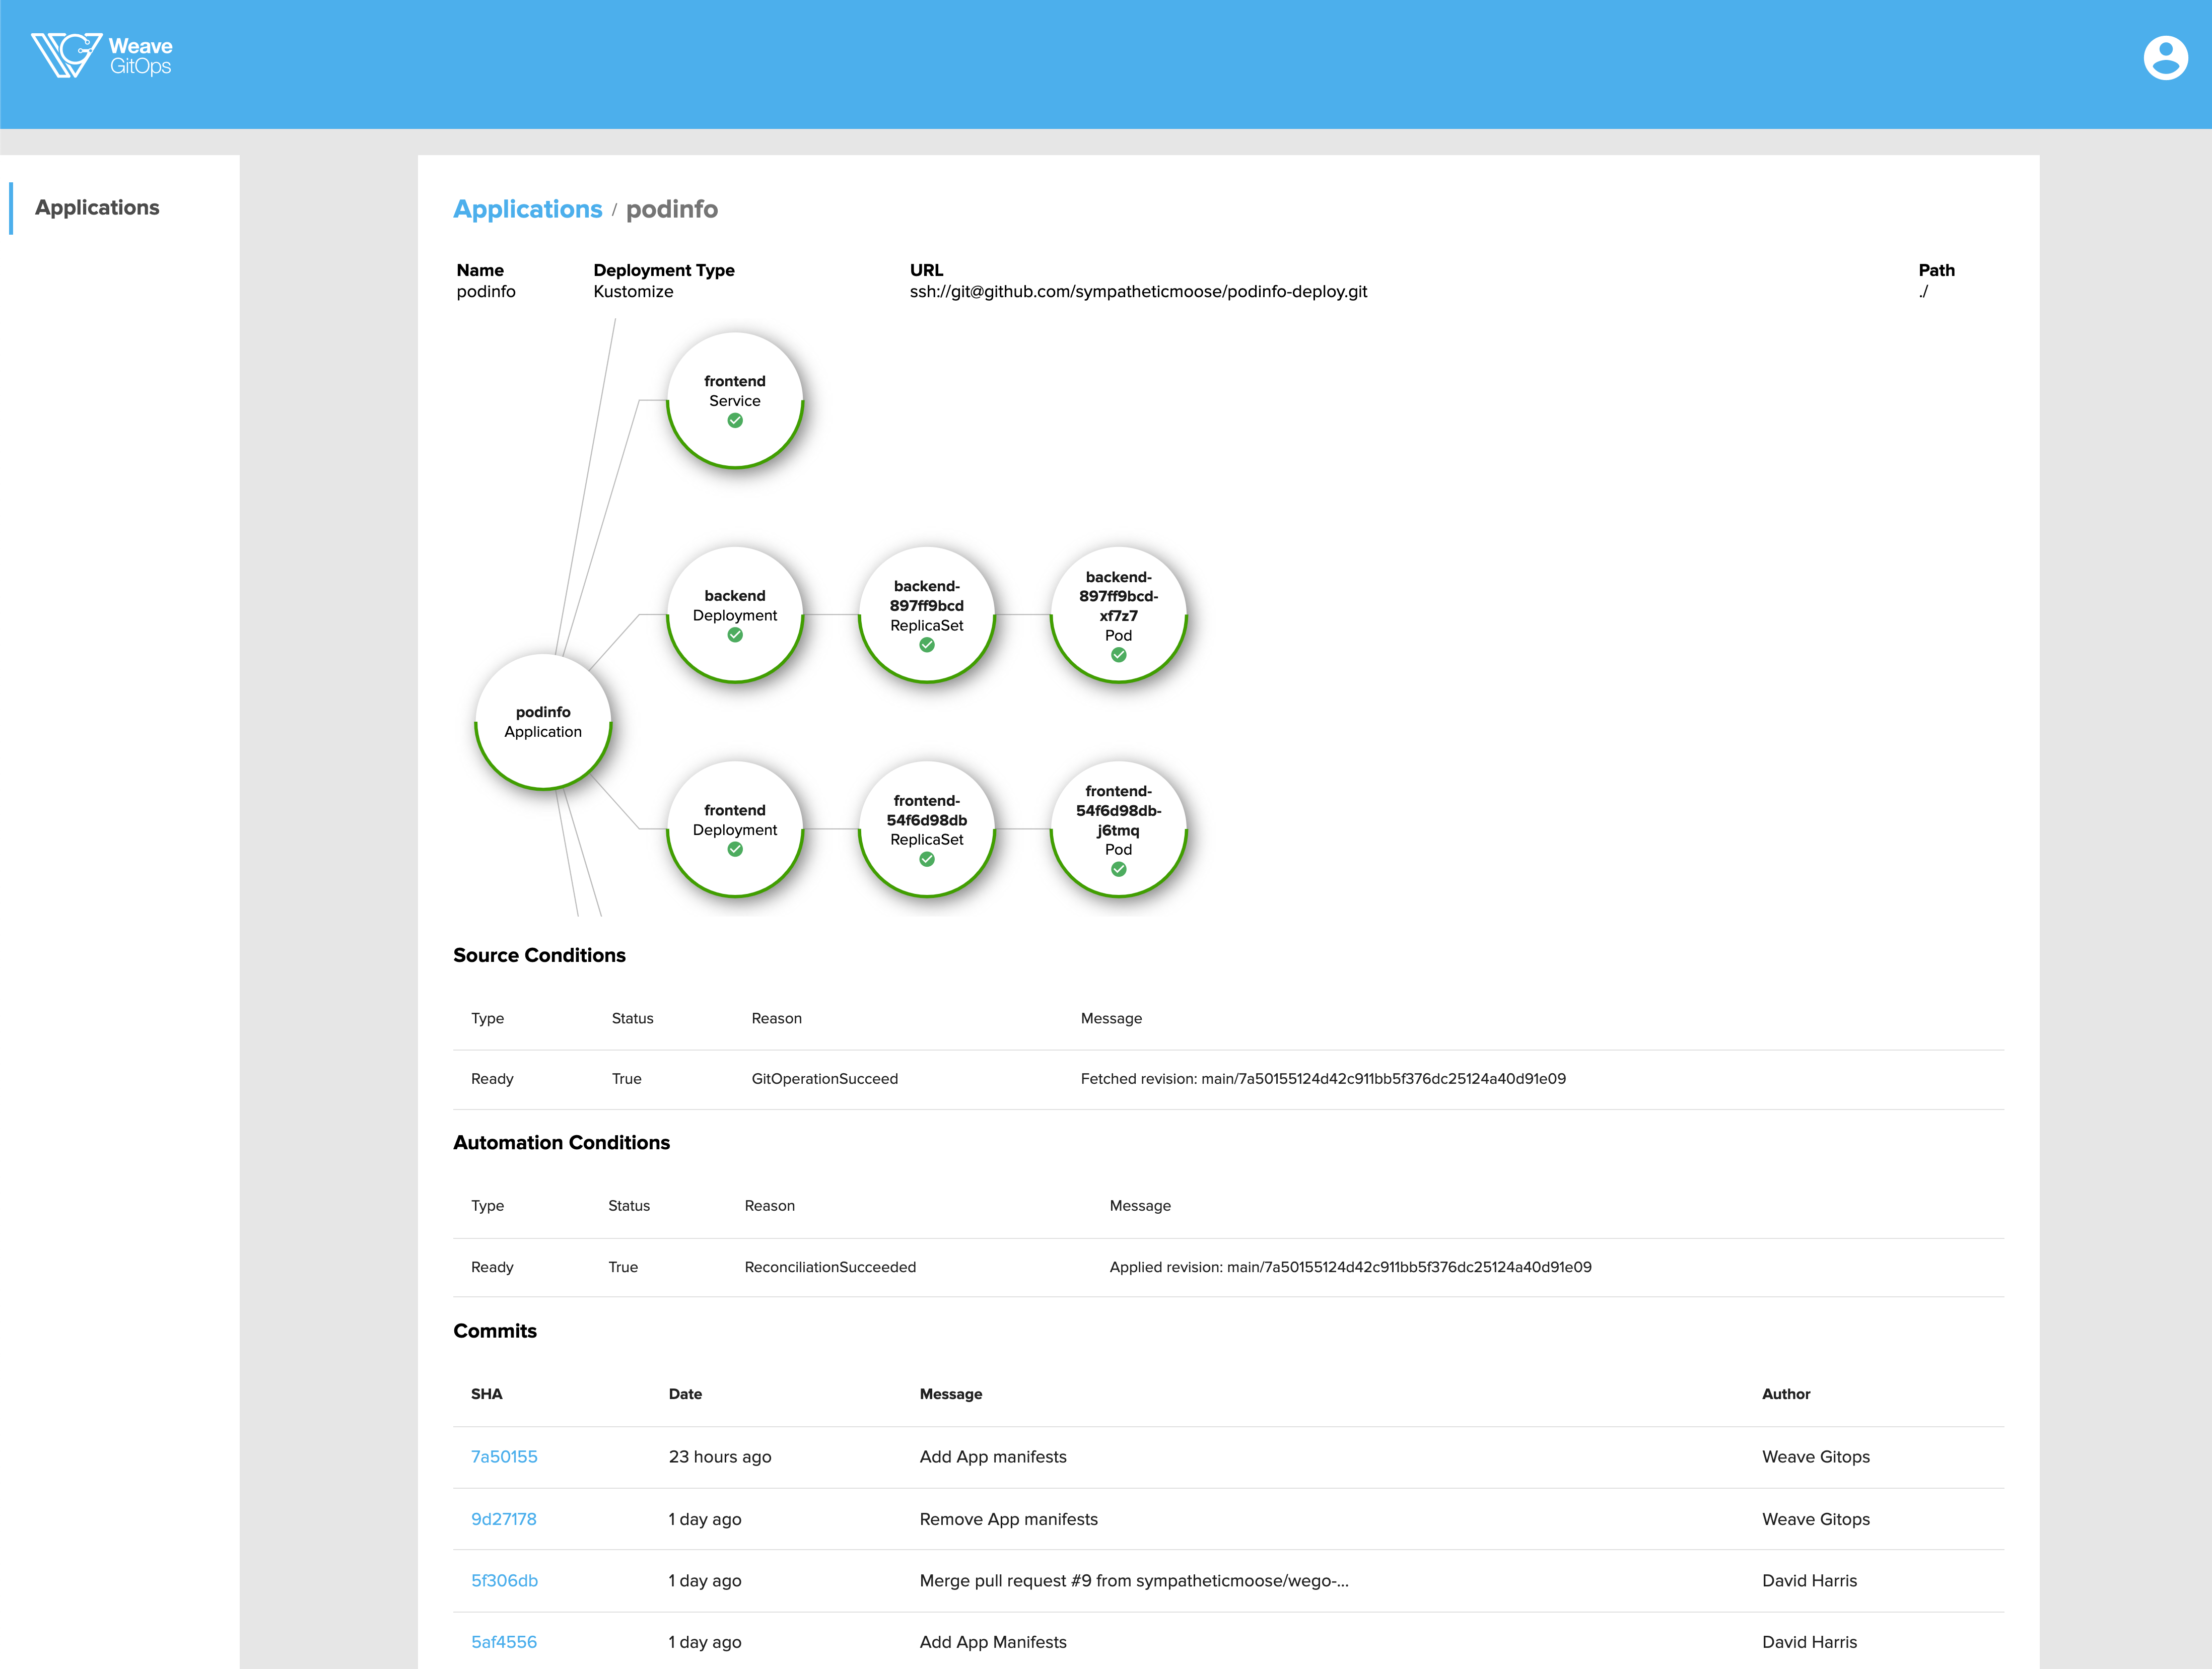 Weave
GitOps
Applications
Applications / podinfo
Name Deployment Type URL Path
podinfo Kustomize ssh://git@github.com/sympatheticmoose/podinfo-deploy.git ./
frontend
Service
backend
Deployment
backend-
897ff9bcd
ReplicaSet
backend-
897ff9bcd-
xf7z7
Pod
podinfo
Application
frontend
Deployment
frontend-
54f6d98db
ReplicaSet
frontend-
54f6d98db-
j6tmq
Pod
Source Conditions
Type Status Reason Message
Ready True GitOperationSucceed Fetched revision: main/7a50155124d42c911bb5f376dc25124a40d91e09
Automation Conditions
Type Status Reason Message
Ready True ReconciliationSucceeded Applied revision: main/7a50155124d42c911bb5f376dc25124a40d91e09
Commits
SHA Date Message Author
7a50155 23 hours ago Add App manifests Weave Gitops
9d27178 1 day ago Remove App manifests Weave Gitops
5f306db 1 day ago Merge pull request #9 from sympatheticmoose/wego-... David Harris
5af4556 1 day ago Add App Manifests David Harris